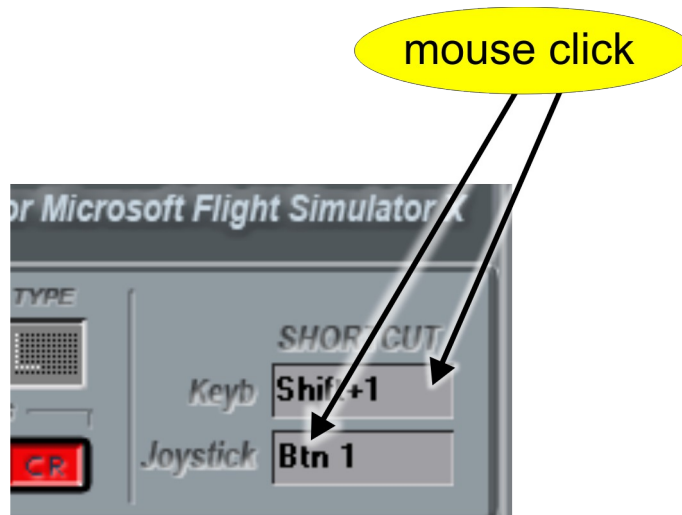 mouse click
or Microsoft Flight Simulator X
TYPE
SHORTCUT
Keyb Shift+1
Joystick Btn 1
CR